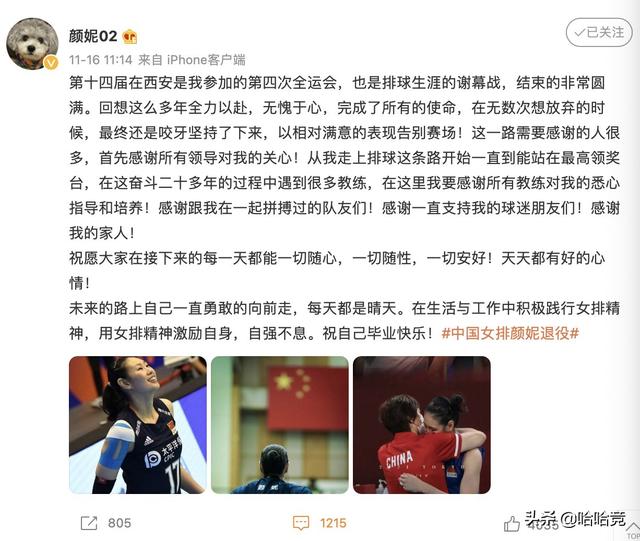 颜妮02
已关注
11-16 11:14 来自 iPhone客户端
第十四届在西安是我参加的第四次全运会，也是排球生涯的谢幕战，结束的非常圆
满。回想这么多年全力以赴，无愧于心，完成了所有的使命，在无数次想放弃的时
候，最终还是咬牙坚持了下来，以相对满意的表现告别赛场！这一路需要感谢的人很
多，首先感谢所有领导对我的关心！从我走上排球这条路开始一直到能站在最高领奖
台，在这奋斗二十多年的过程中遇到很多教练，在这里我要感谢所有教练对我的悉心
指导和培养！感谢跟我在一起拼搏过的队友们！感谢一直支持我的球迷朋友们！感谢
我的家人！
祝愿大家在接下来的每一天都能一切随心，一切随性，一切安好！天天都有好的心
情！
未来的路上自己一直勇敢的向前走，每天都是晴天。在生活与工作中积极践行女排精
神，用女排精神激励自身，自强不息。祝自己毕业快乐！#中国女排颜妮退役#
太平洋保险
CPIC
17
CHINA
805
1215
头条 @哈哈竞
TOP